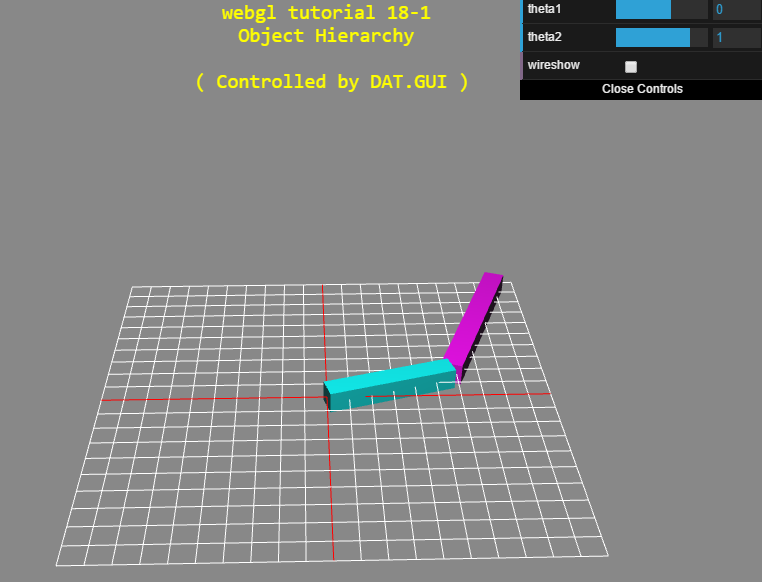 webgl tutorial 18-1
Object Hierarchy
( Controlled by DAT.GUI )
theta1 0
theta2 1
wireshow
Close Controls